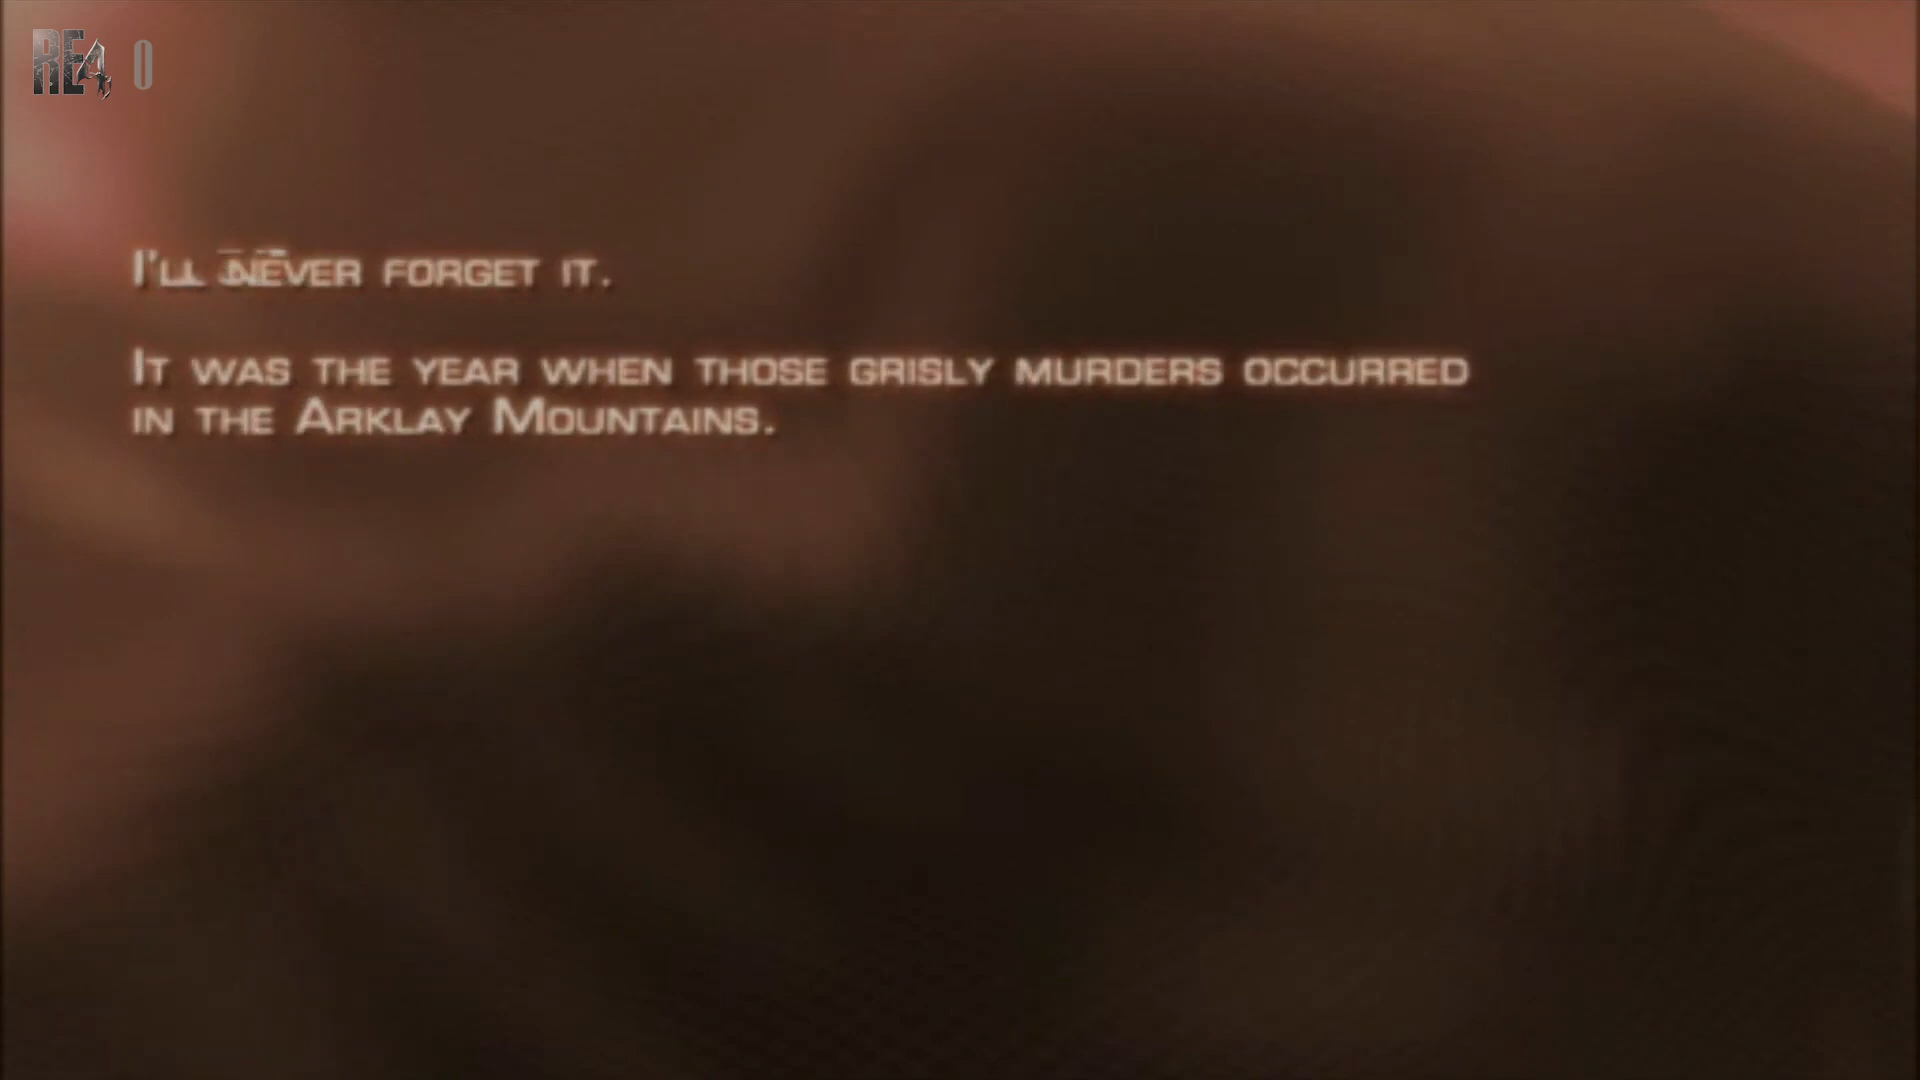 RE4 0
I'll never forget it.
It was the year when those grisly murders occurred
in the Arklay Mountains.